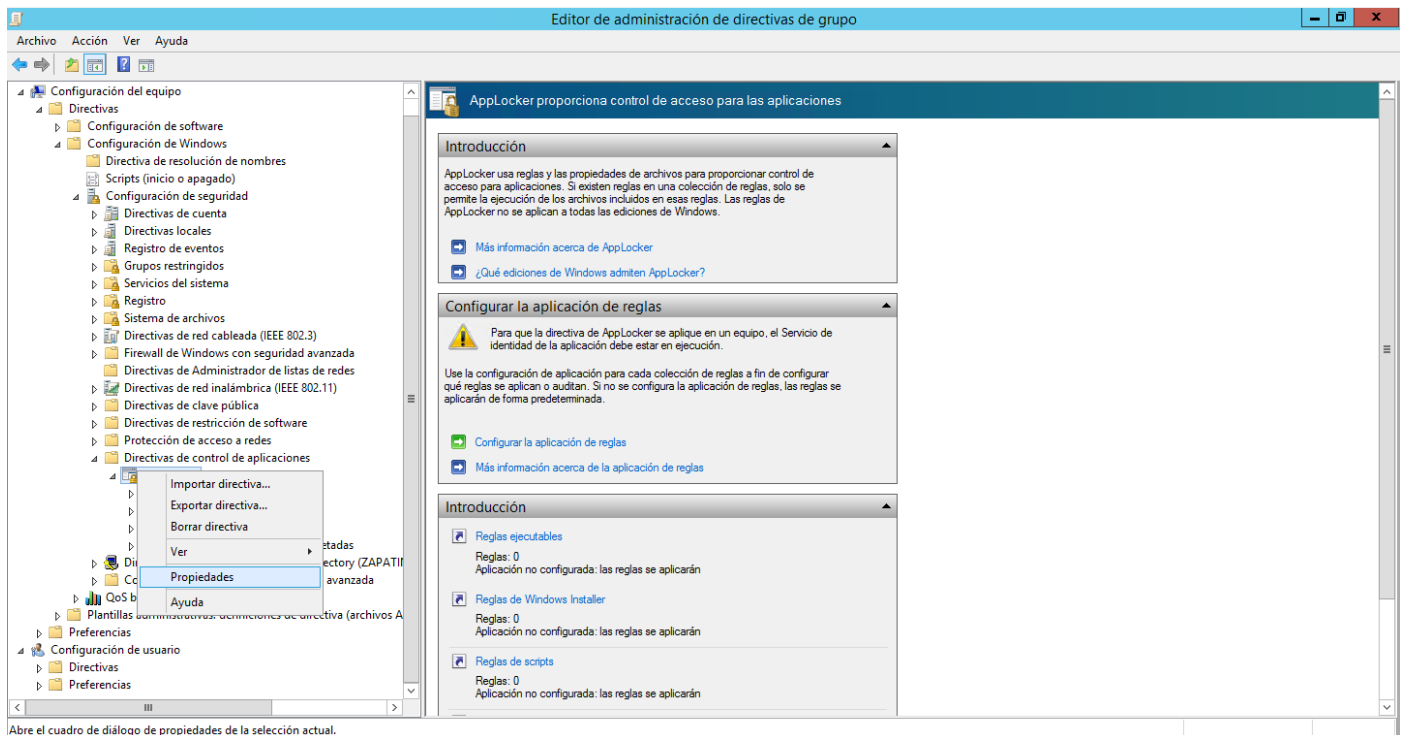 Editor de administración de directivas de grupo
Archivo Acción Ver Ayuda
Configuración del equipo
Directivas
Configuración de software
Configuración de Windows
Directiva de resolución de nombres
Scripts (inicio o apagado)
Configuración de seguridad
Directivas de cuenta
Directivas locales
Registro de eventos
Grupos restringidos
Servicios del sistema
Registro
Sistema de archivos
Directivas de red cableada (IEEE 802.3)
Firewall de Windows con seguridad avanzada
Directivas de Administrador de listas de redes
Directivas de red inalámbrica (IEEE 802.11)
Directivas de clave pública
Directivas de restricción de software
Protección de acceso a redes
Directivas de control de aplicaciones
Importar directiva...
Exportar directiva...
Borrar directiva
Ver
Propiedades
Ayuda
etadas
Di ectory (ZAPATI
Co avanzada
QoS b
Plantillas administrativas: definiciones de directiva (archivos A
Preferencias
Configuración de usuario
Directivas
Preferencias
AppLocker proporciona control de acceso para las aplicaciones
Introducción
AppLocker usa reglas y las propiedades de archivos para proporcionar control de
acceso para aplicaciones. Si existen reglas en una colección de reglas, solo se
permite la ejecución de los archivos incluidos en esas reglas. Las reglas de
AppLocker no se aplican a todas las ediciones de Windows.
Más información acerca de AppLocker
¿Qué ediciones de Windows admiten AppLocker?
Configurar la aplicación de reglas
Para que la directiva de AppLocker se aplique en un equipo, el Servicio de
identidad de la aplicación debe estar en ejecución.
Use la configuración de aplicación para cada colección de reglas a fin de configurar
qué reglas se aplican o auditan. Si no se configura la aplicación de reglas, las reglas se
aplicarán de forma predeterminada.
Configurar la aplicación de reglas
Más información acerca de la aplicación de reglas
Introducción
Reglas ejecutables
Reglas: 0
Aplicación no configurada: las reglas se aplicarán
Reglas de Windows Installer
Reglas: 0
Aplicación no configurada: las reglas se aplicarán
Reglas de scripts
Reglas: 0
Aplicación no configurada: las reglas se aplicarán
Abre el cuadro de diálogo de propiedades de la selección actual.